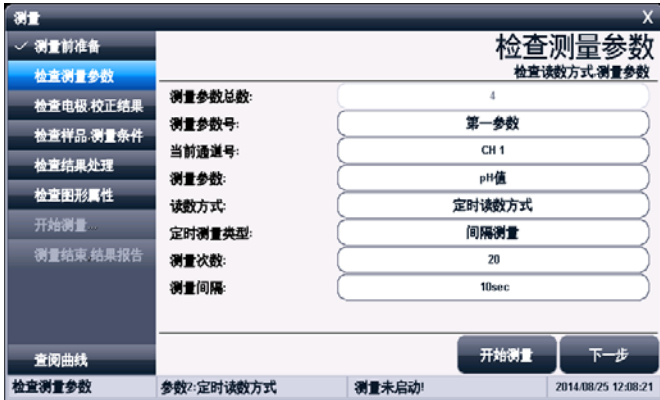 测量 X
✓ 测量前准备
检查测量参数
检查电极.校正结果
检查样品.测量条件
检查结果处理
检查图形属性
开始测量...
测量结束.结果报告
查阅曲线
检查测量参数
检查读数方式.测量参数
测量参数总数: 4
测量参数号: 第一参数
当前通道号: CH 1
测量参数: pH值
读数方式: 定时读数方式
定时测量类型: 间隔测量
测量次数: 20
测量间隔: 10sec
开始测量 下一步
检查测量参数 参数2:定时读数方式 测量未启动! 2014/08/25 12:08:21